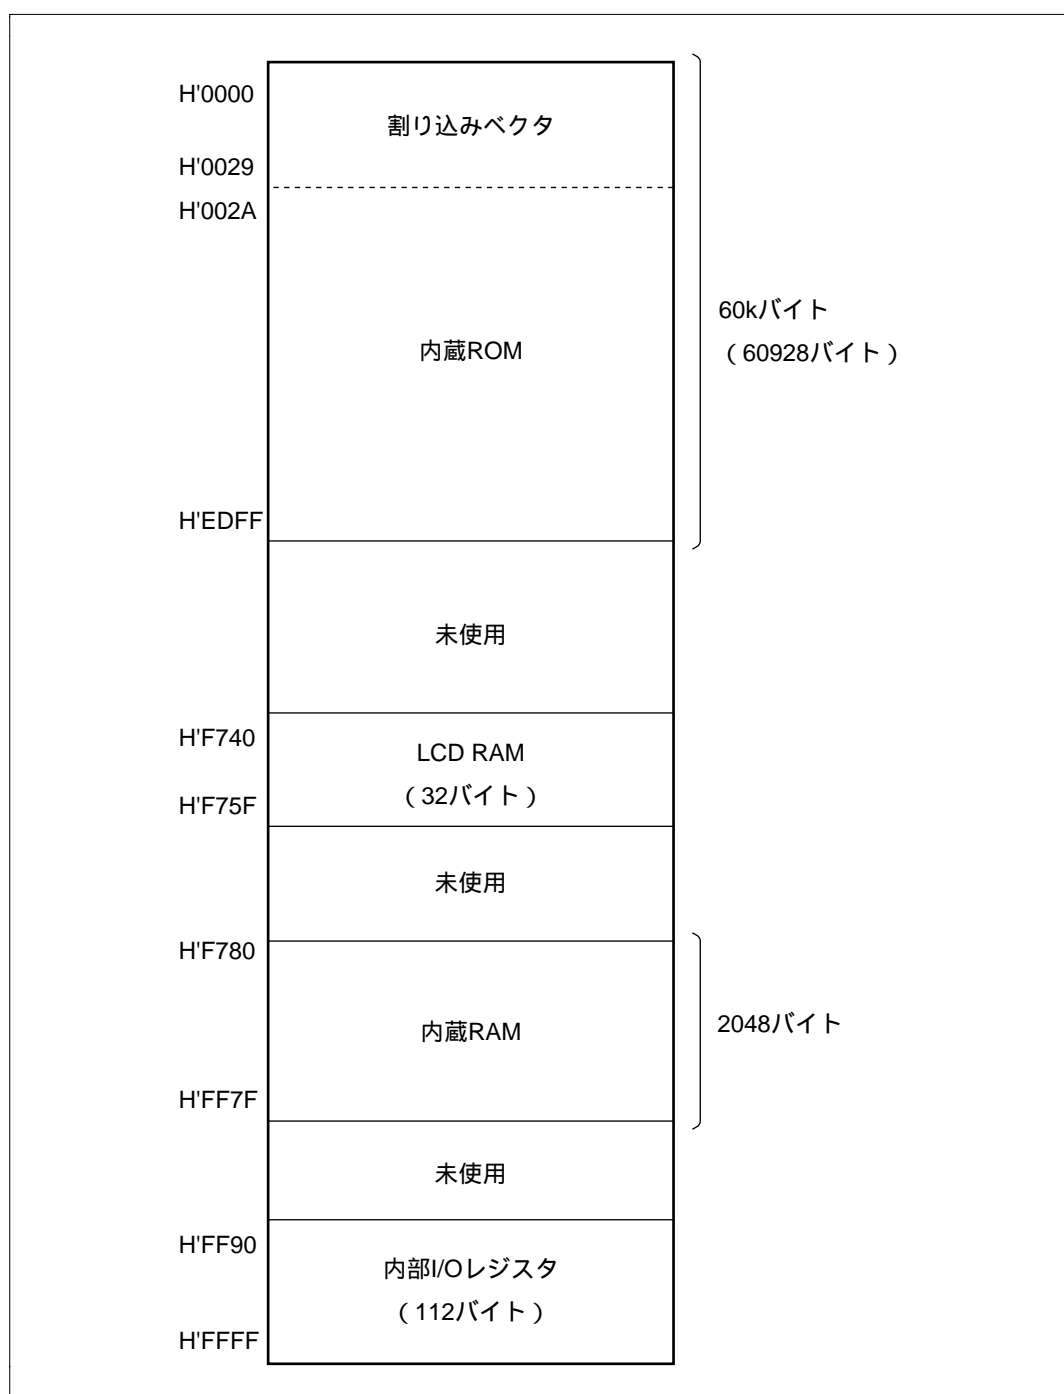 H'0000
割り込みベクタ
H'0029
H'002A
60kバイト
（60928バイト）
内蔵ROM
H'EDFF
未使用
H'F740
LCD RAM
（32バイト）
H'F75F
未使用
H'F780
内蔵RAM
2048バイト
H'FF7F
未使用
H'FF90
内部I/Oレジスタ
（112バイト）
H'FFFF